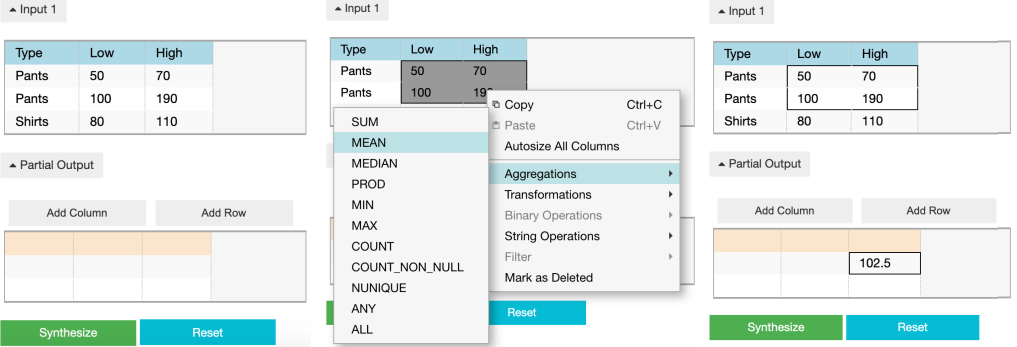 Input 1
Type Low High
Pants 50 70
Pants 100 190
Shirts 80 110
Partial Output
Add Column Add Row
Synthesize Reset
Input 1
Type Low High
Pants 50 70
Pants 100 190
Copy Ctrl+C
Paste Ctrl+V
Autosize All Columns
Aggregations
Transformations
Binary Operations
String Operations
Filter
Mark as Deleted
SUM
MEAN
MEDIAN
PROD
MIN
MAX
COUNT
COUNT_NON_NULL
NUNIQUE
ANY
ALL
Reset
Input 1
Type Low High
Pants 50 70
Pants 100 190
Shirts 80 110
Partial Output
Add Column Add Row
102.5
Synthesize Reset